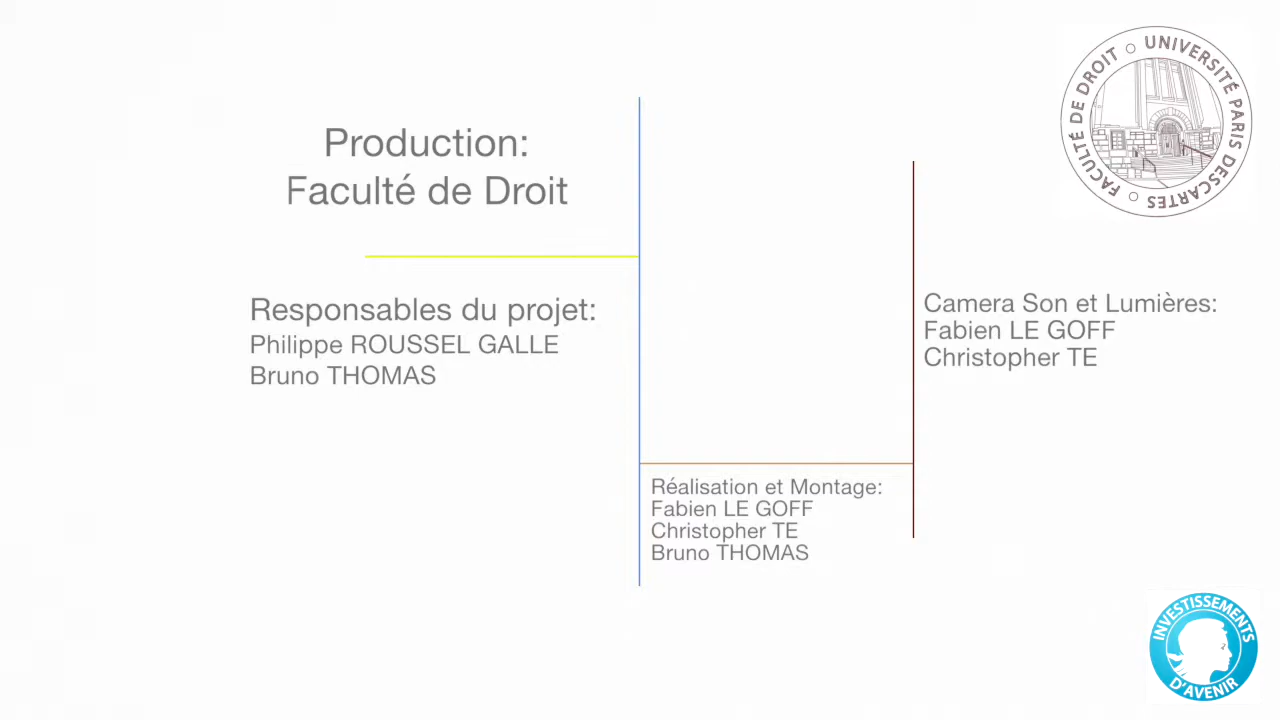 Production:
Faculté de Droit
Responsables du projet:
Philippe ROUSSEL GALLE
Bruno THOMAS
Réalisation et Montage:
Fabien LE GOFF
Christopher TE
Bruno THOMAS
Camera Son et Lumières:
Fabien LE GOFF
Christopher TE
FACULTÉ DE DROIT ○ UNIVERSITÉ PARIS DESCARTES ○
INVESTISSEMENTS
D'AVENIR